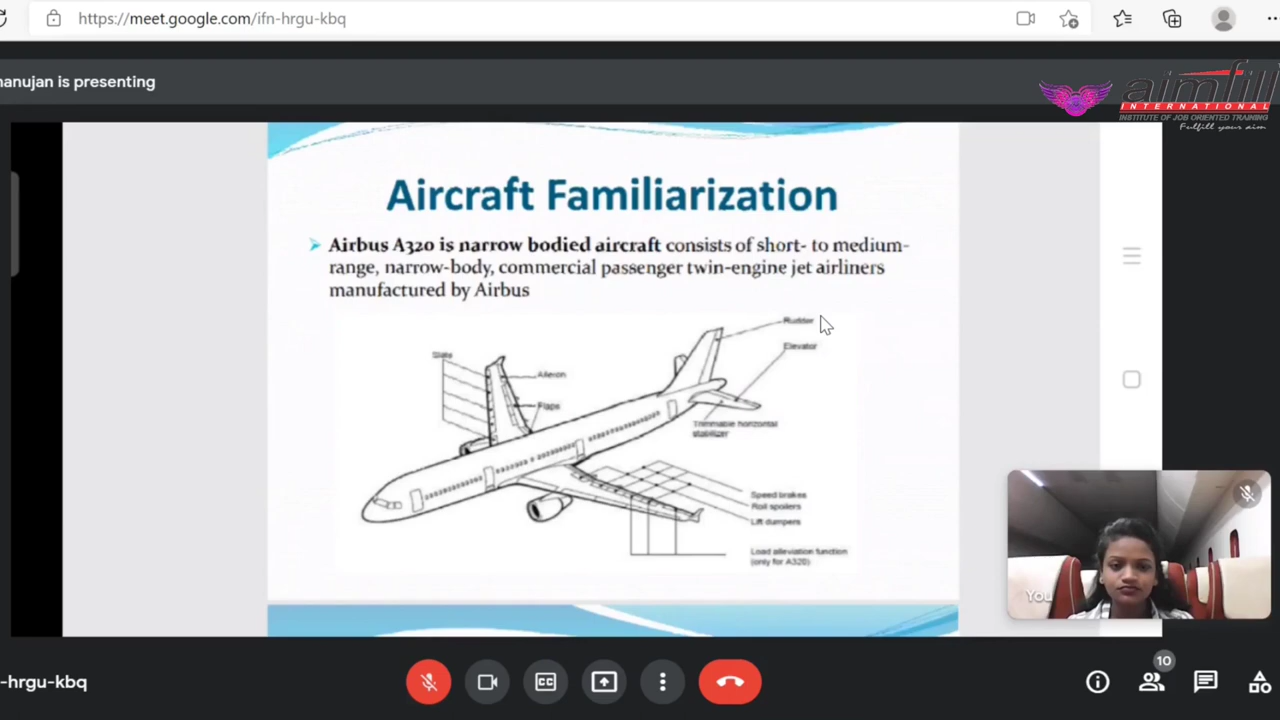 https://meet.google.com/ifn-hrgu-kbq
nanujan is presenting
aimfill
INTERNATIONAL
INSTITUTE OF JOB ORIENTED TRAINING
Fulfill your aim
Aircraft Familiarization
Airbus A320 is narrow bodied aircraft consists of short- to medium-
range, narrow-body, commercial passenger twin-engine jet airliners
manufactured by Airbus
Rudder
Elevator
Slats
Aileron
Flaps
Trimmable horizontal
stabilizer
Speed brakes
Roll spoilers
Lift dumpers
Load alleviation function
(only for A320)
You
-hrgu-kbq
CC
10